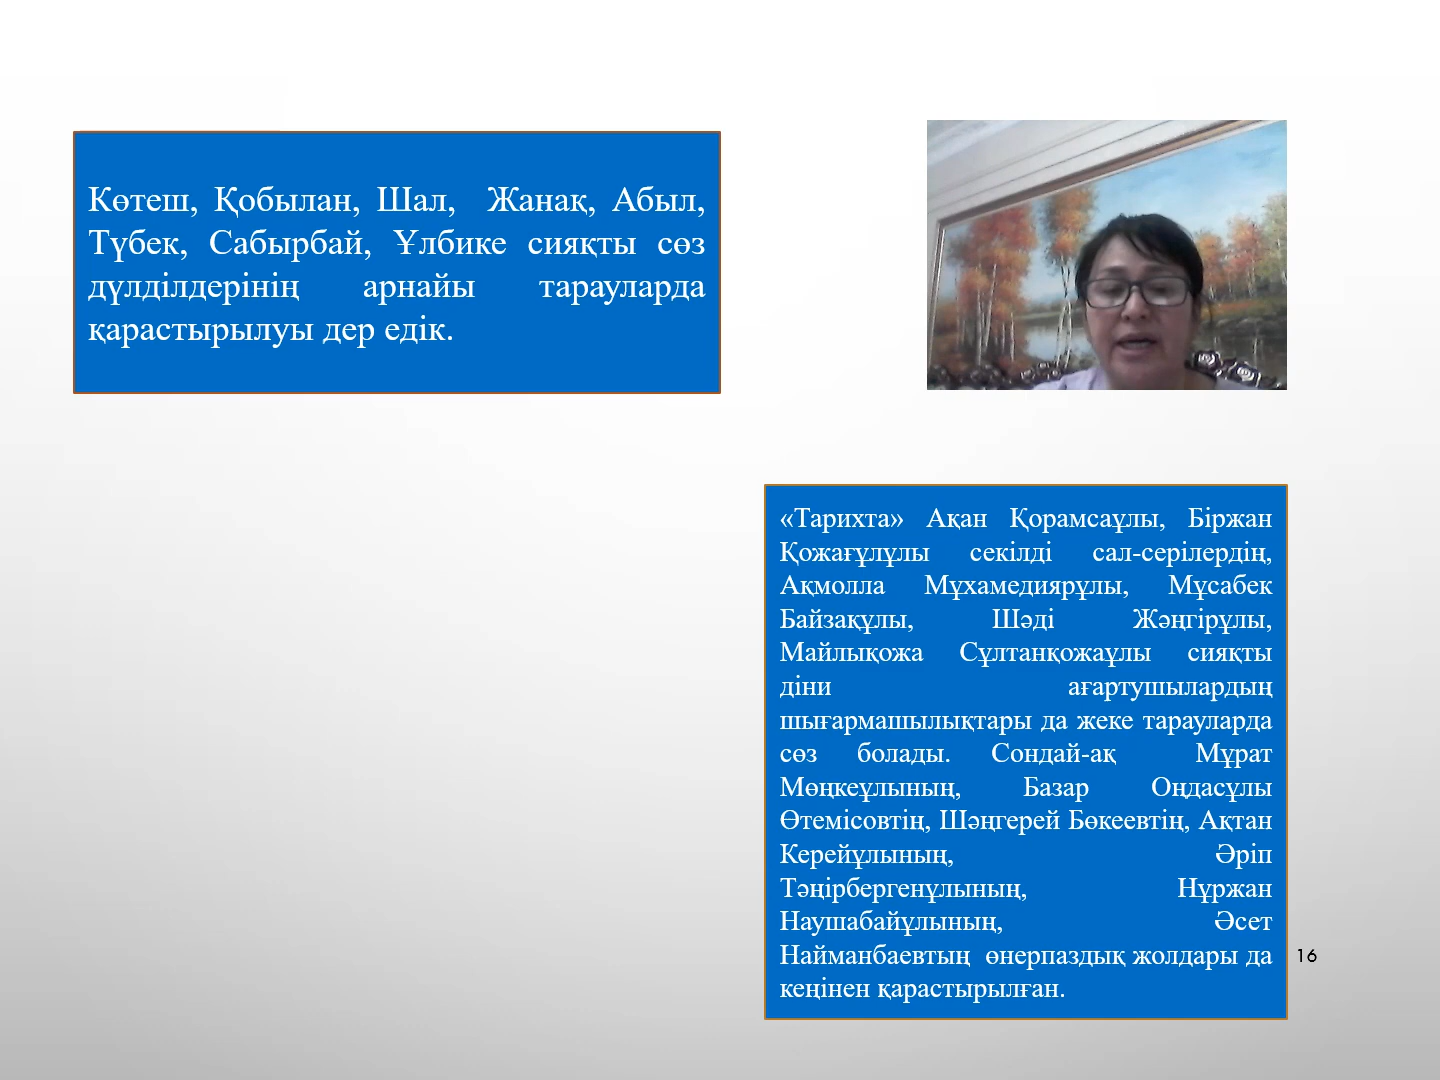 Көтеш, Қобылан, Шал, Жанақ, Абыл,
Түбек, Сабырбай, Ұлбике сияқты сөз
дүлділдерінің арнайы тарауларда
қарастырылуы дер едік.
«Тарихта» Ақан Қорамсаұлы, Біржан
Қожағұлұлы секілді сал-серілердің,
Ақмолла Мұхамедиярұлы, Мұсабек
Байзақұлы, Шәді Жәңгірұлы,
Майлықожа Сұлтанқожаұлы сияқты
діни ағартушылардың
шығармашылықтары да жеке тарауларда
сөз болады. Сондай-ақ Мұрат
Мөңкеұлының, Базар Оңдасұлы
Өтемісовтің, Шәңгерей Бөкеевтің, Ақтан
Керейұлының, Әріп
Тәңірбергенұлының, Нұржан
Наушабайұлының, Әсет
Найманбаевтың өнерпаздық жолдары да
кеңінен қарастырылған.
16